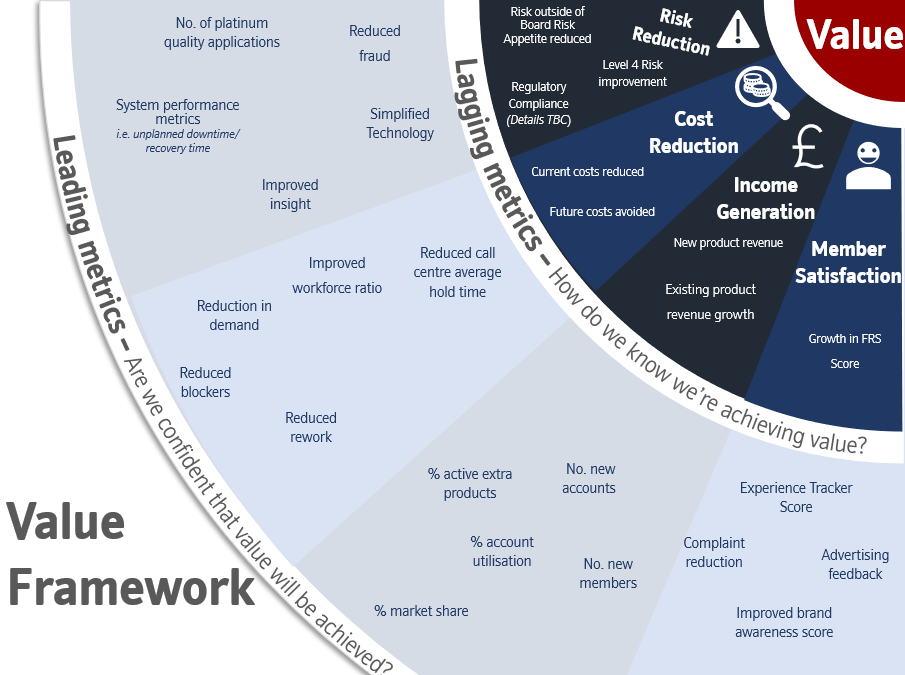 Value
Risk
Reduction
Risk outside of
Board Risk
Appetite reduced
Level 4 Risk
improvement
Regulatory
Compliance
(Details TBC)
Cost
Reduction
Current costs reduced
Future costs avoided
£
Income
Generation
New product revenue
Existing product
revenue growth
Member
Satisfaction
Growth in FRS
Score
Lagging metrics – How do we know we're achieving value?
No. of platinum
quality applications
Reduced
fraud
System performance
metrics
i.e. unplanned downtime/
recovery time
Simplified
Technology
Improved
insight
Improved
workforce ratio
Reduced call
centre average
hold time
Reduction in
demand
Reduced
blockers
Reduced
rework
% active extra
products
No. new
accounts
% account
utilisation
No. new
members
% market share
Experience Tracker
Score
Complaint
reduction
Advertising
feedback
Improved brand
awareness score
Leading metrics – Are we confident that value will be achieved?
Value
Framework